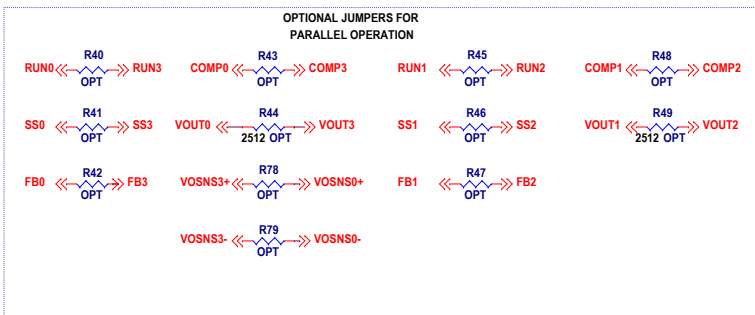 OPTIONAL JUMPERS FOR
PARALLEL OPERATION
R40 R43 R45 R48
RUN0 RUN3 COMP0 COMP3 RUN1 RUN2 COMP1 COMP2
OPT OPT OPT OPT
R41 R44 R46 R49
SS0 SS3 VOUT0 VOUT3 SS1 SS2 VOUT1 VOUT2
OPT 2512 OPT OPT 2512 OPT
R42 R78 R47
FB0 FB3 VOSNS3+ VOSNS0+ FB1 FB2
OPT OPT OPT
R79
VOSNS3- VOSNS0-
OPT